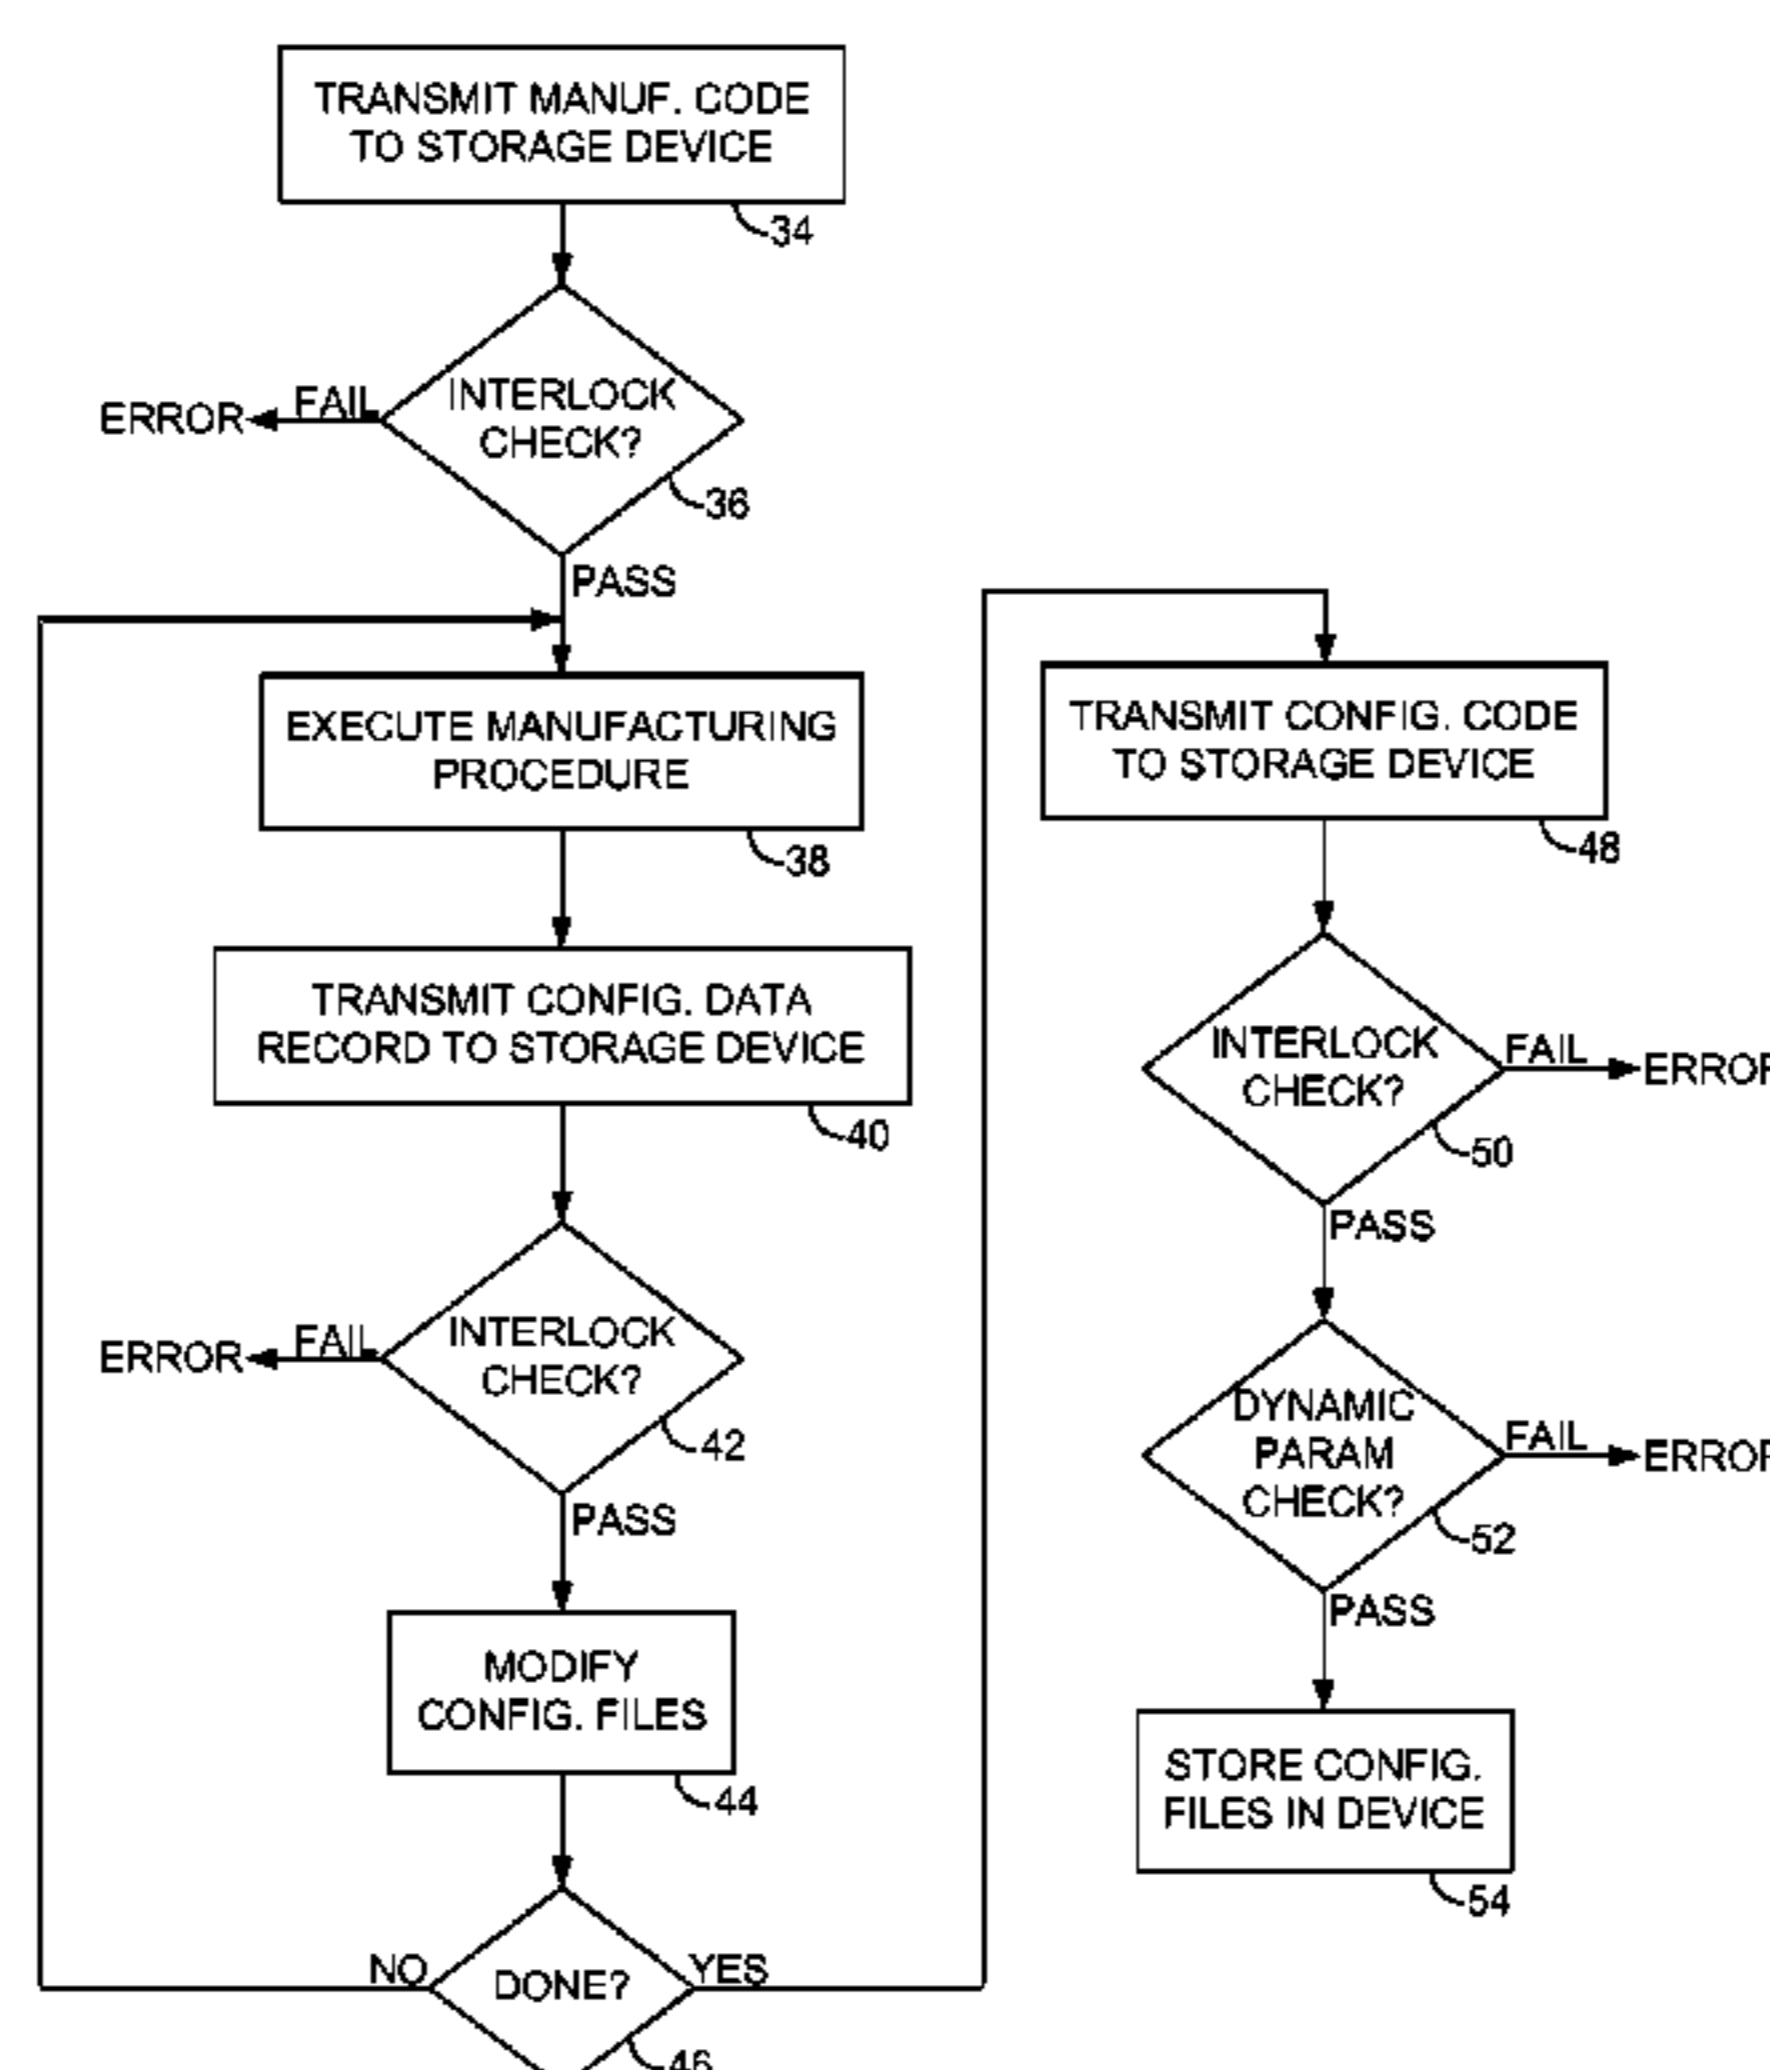 TRANSMIT MANUF. CODE
TO STORAGE DEVICE
34
INTERLOCK
CHECK?
FAIL
ERROR
36
PASS
EXECUTE MANUFACTURING
PROCEDURE
38
TRANSMIT CONFIG. DATA
RECORD TO STORAGE DEVICE
40
INTERLOCK
CHECK?
FAIL
ERROR
42
PASS
MODIFY
CONFIG. FILES
44
DONE?
NO
YES
46
TRANSMIT CONFIG. CODE
TO STORAGE DEVICE
48
INTERLOCK
CHECK?
FAIL
ERROR
50
PASS
DYNAMIC
PARAM
CHECK?
FAIL
ERROR
52
PASS
STORE CONFIG.
FILES IN DEVICE
54